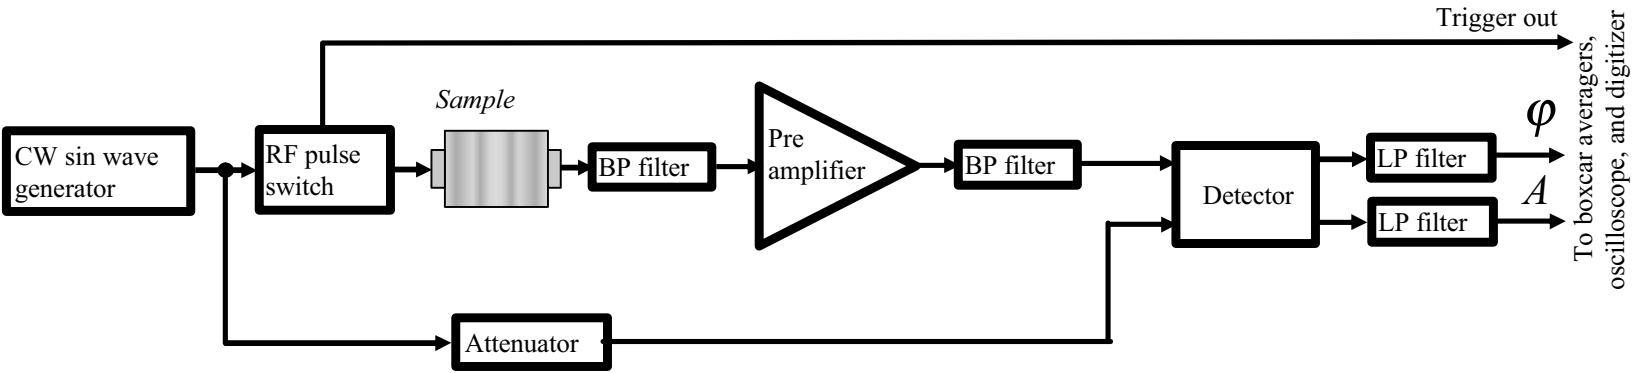 Trigger out
To boxcar averagers,
oscilloscope, and digitizer
Sample
φ
CW sin wave
generator
RF pulse
switch
BP filter
Pre
amplifier
BP filter
Detector
LP filter
A
LP filter
Attenuator